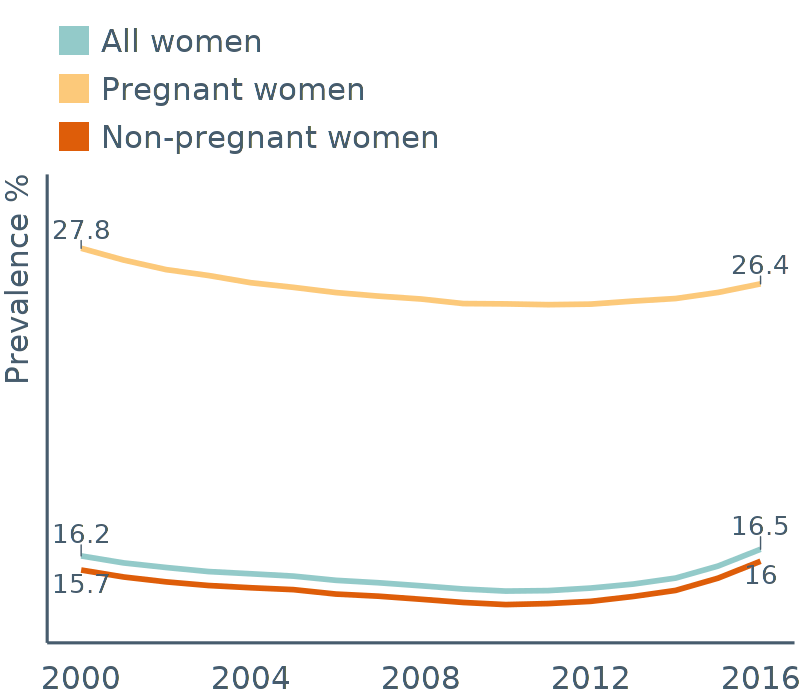 All women
Pregnant women
Non-pregnant women
Prevalence %
27.8
26.4
16.2
16.5
15.7
16
2000 2004 2008 2012 2016